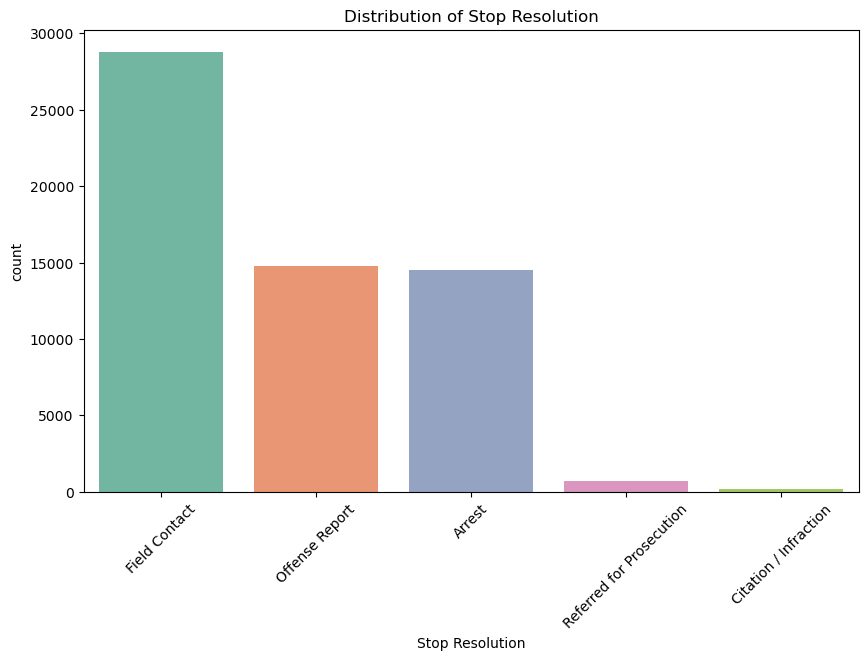 Distribution of Stop Resolution
30000
25000
20000
15000
10000
5000
0
count
Field Contact
Offense Report
Arrest
Referred for Prosecution
Citation / Infraction
Stop Resolution